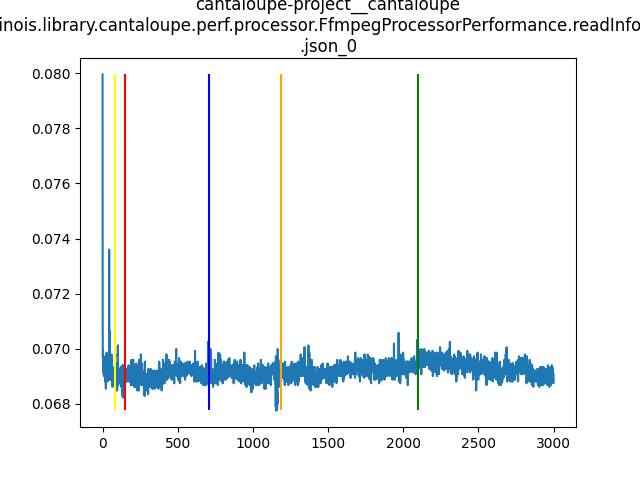 cantaloupe-project__cantaloupe
inois.library.cantaloupe.perf.processor.FfmpegProcessorPerformance.readInfo
.json_0
0.080
0.078
0.076
0.074
0.072
0.070
0.068
0 500 1000 1500 2000 2500 3000